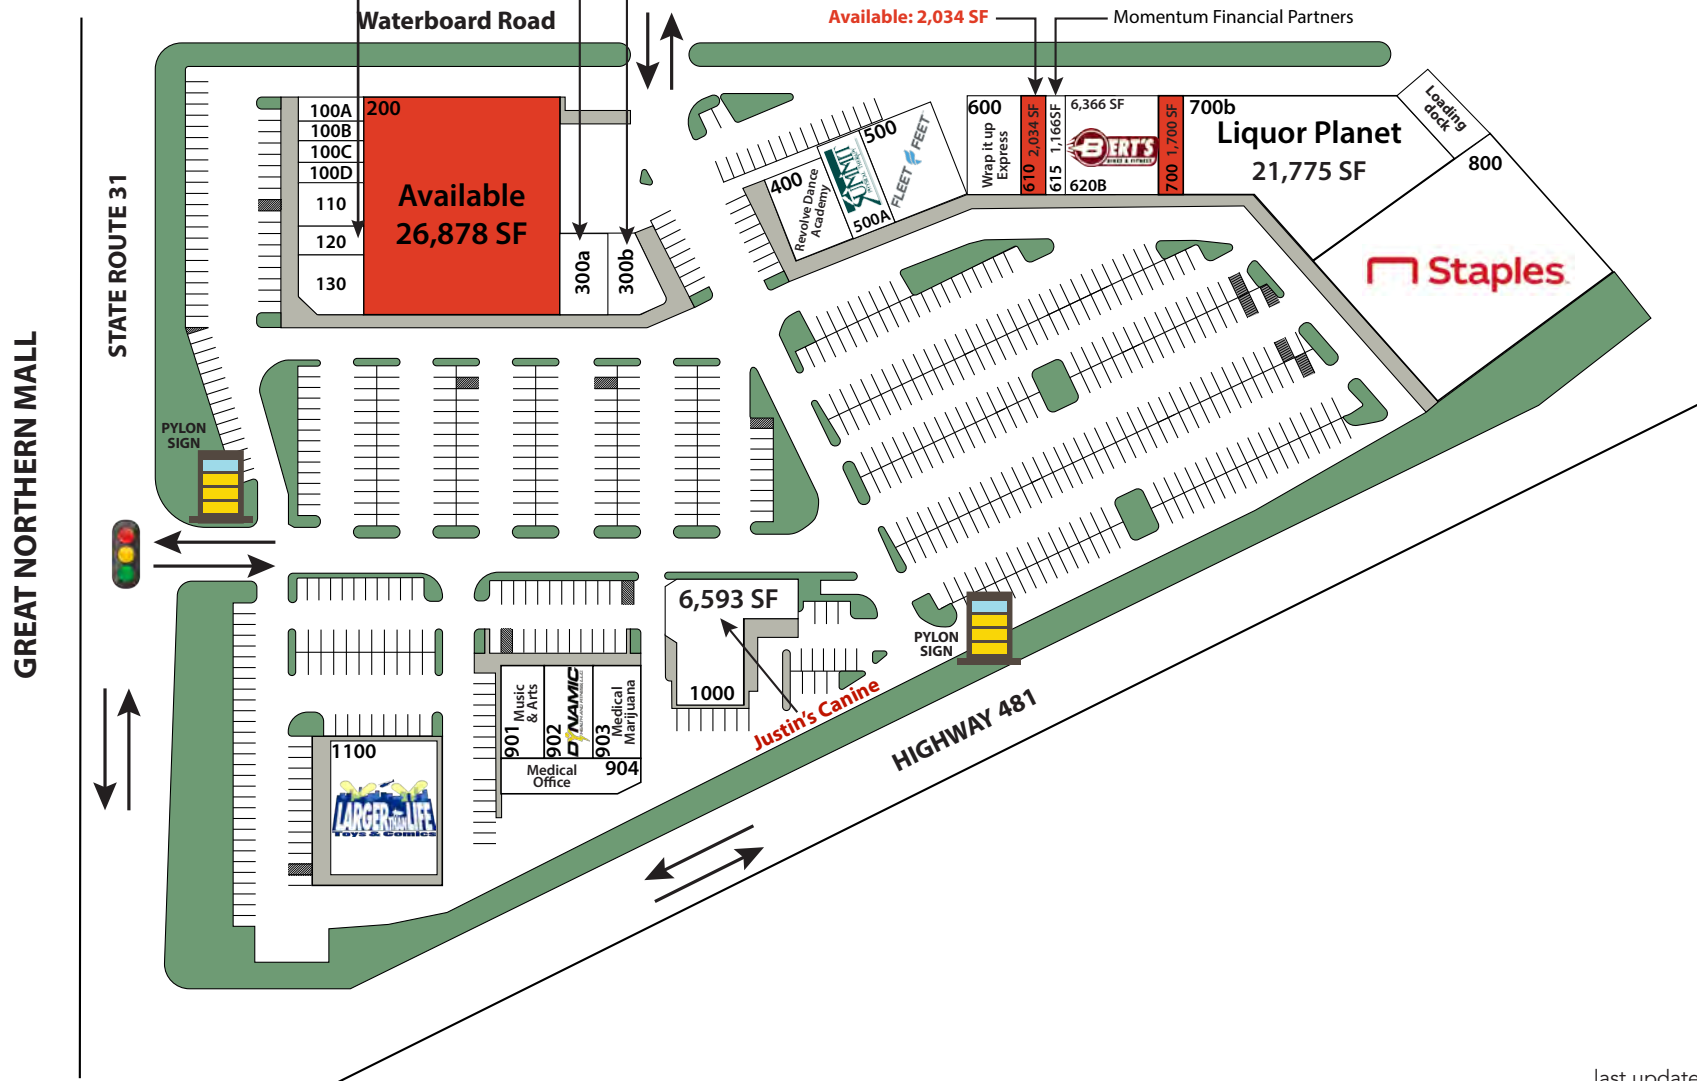 Waterboard Road
Available: 2,034 SF
Momentum Financial Partners
GREAT NORTHERN MALL
STATE ROUTE 31
100A
100B
100C
100D
110
120
130
200
Available
26,878 SF
300a
300b
400
Revolve Dance
Academy
SUMMIT
500A
500
FLEET FEET
600
Wrap it up
Express
610 2,034 SF
615 1,166SF
6,366 SF
BERT'S
620B
700 1,700 SF
700b
Liquor Planet
21,775 SF
Loading
dock
800
Staples
PYLON
SIGN
6,593 SF
1000
Justin's Canine
PYLON
SIGN
HIGHWAY 481
901
Music
& Arts
902
DYNAMIC
903
Medical
Marijuana
Medical
Office
904
1100
LARGER THAN LIFE
Toys & Comics
last update